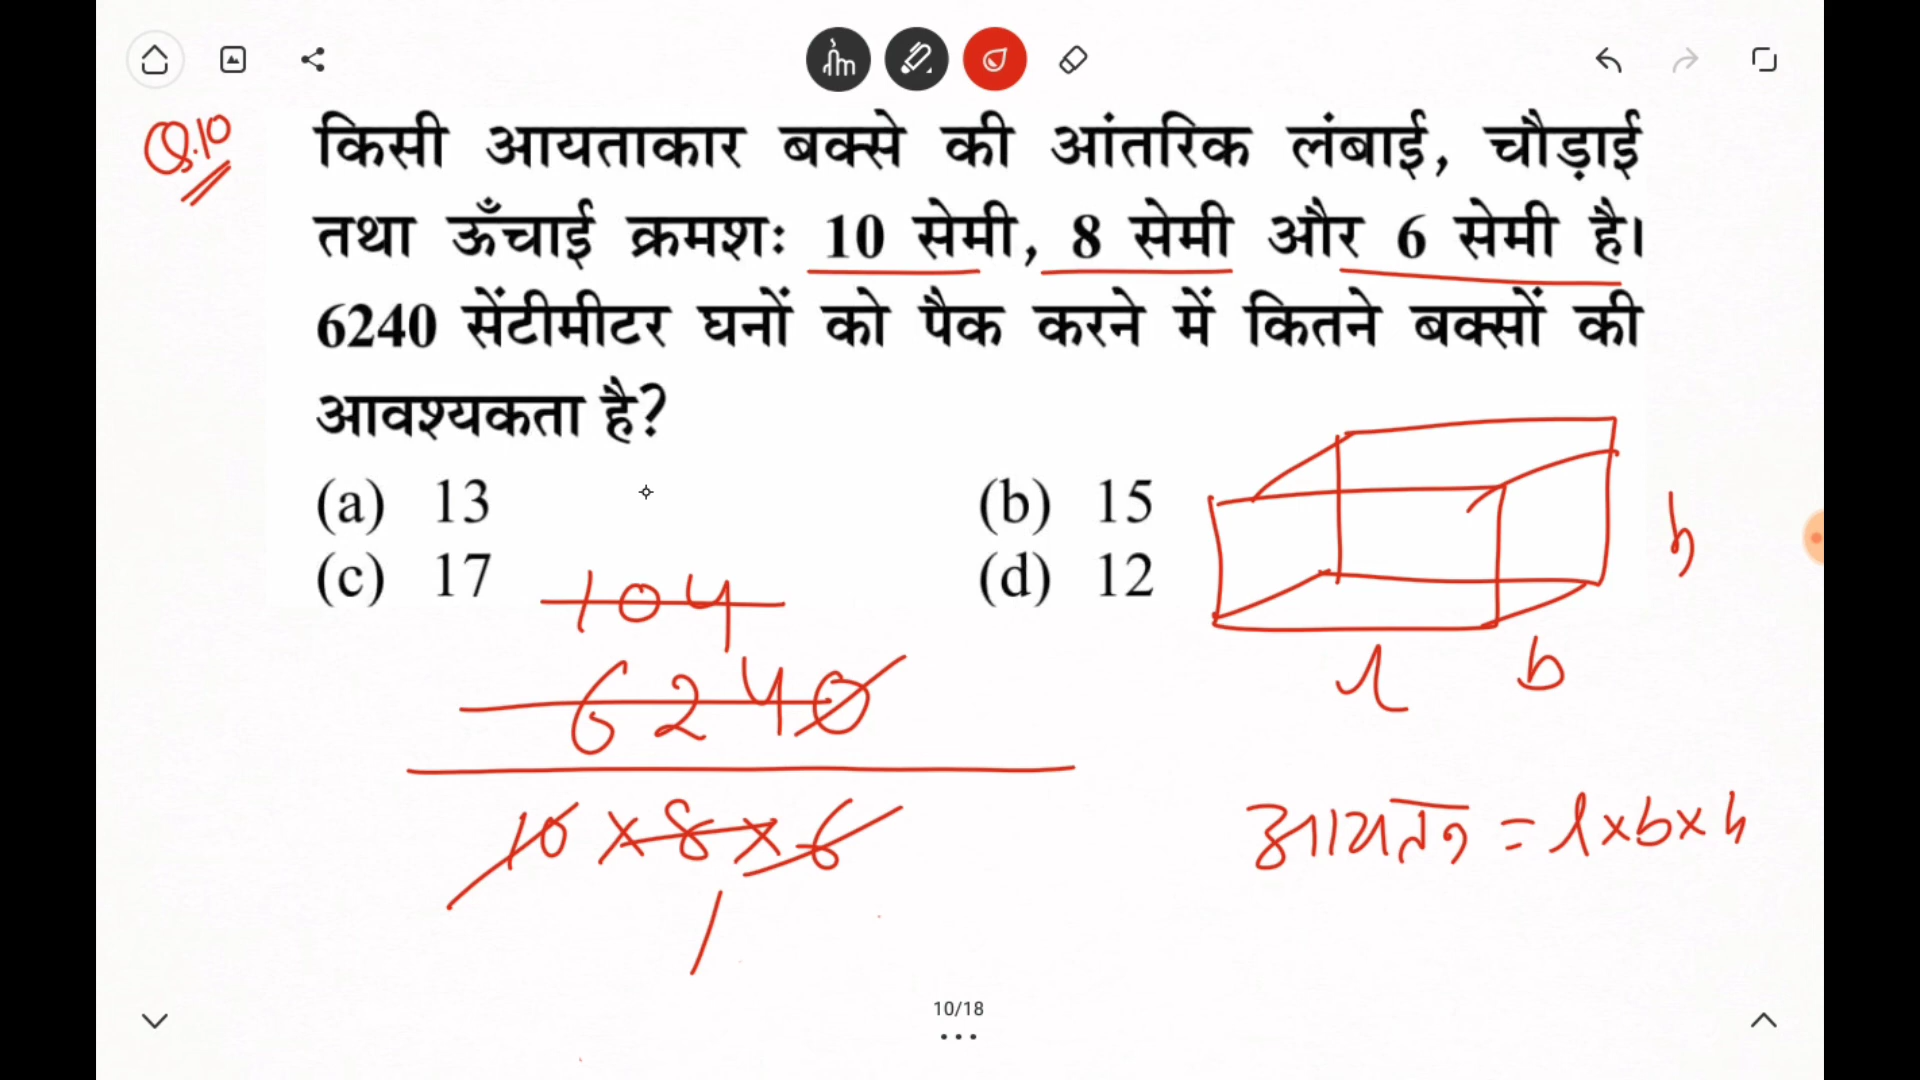 Q.10
किसी आयताकार बक्से की आंतरिक लंबाई, चौड़ाई
तथा ऊँचाई क्रमशः 10 सेमी, 8 सेमी और 6 सेमी है।
6240 सेंटीमीटर घनों को पैक करने में कितने बक्सों की
आवश्यकता है?
(a) 13 (b) 15
(c) 17 (d) 12
104
6240
10 × 8 × 6
1
h
l b
आयतन = l × b × h
10/18